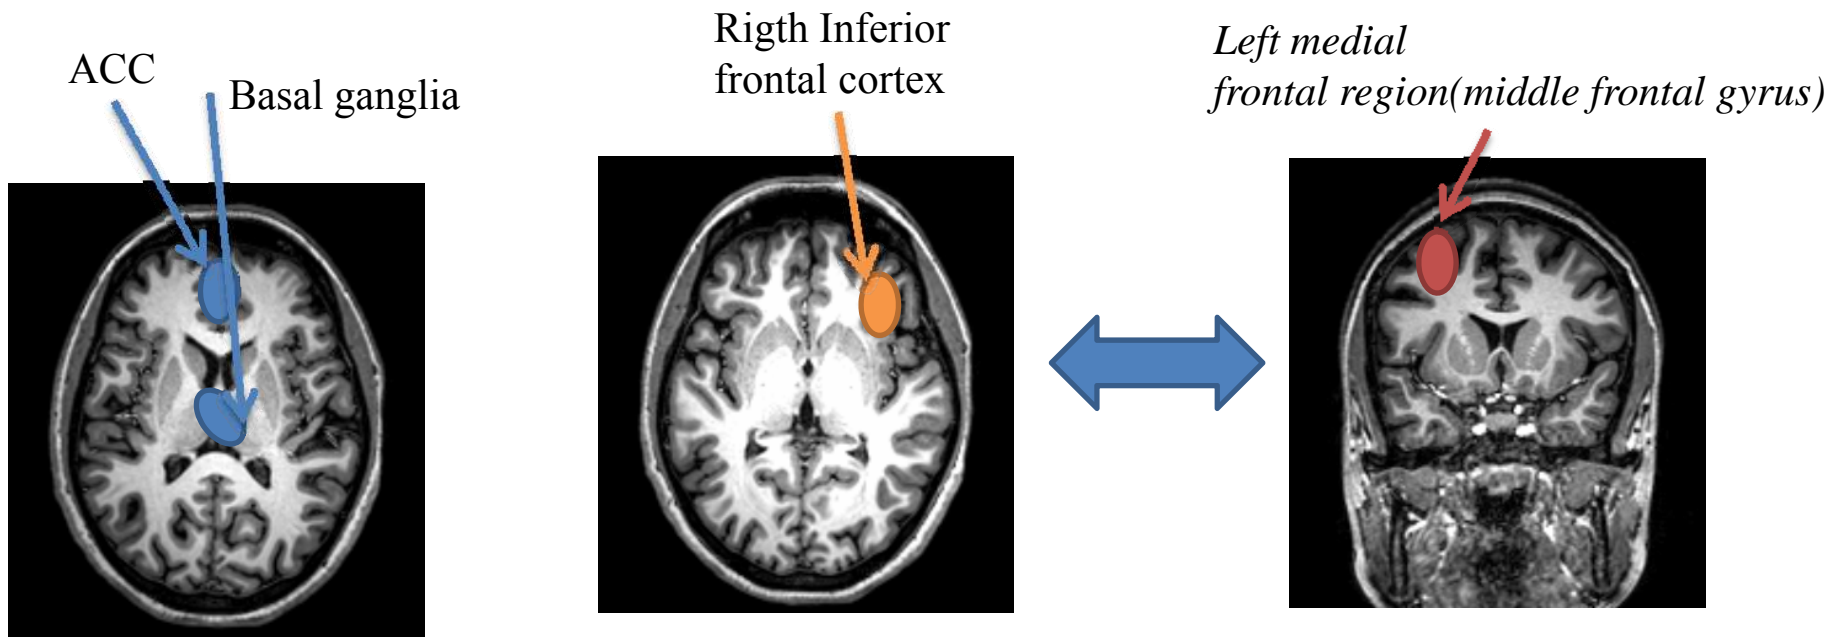 ACC
Basal ganglia
Rigth Inferior
frontal cortex
Left medial
frontal region(middle frontal gyrus)